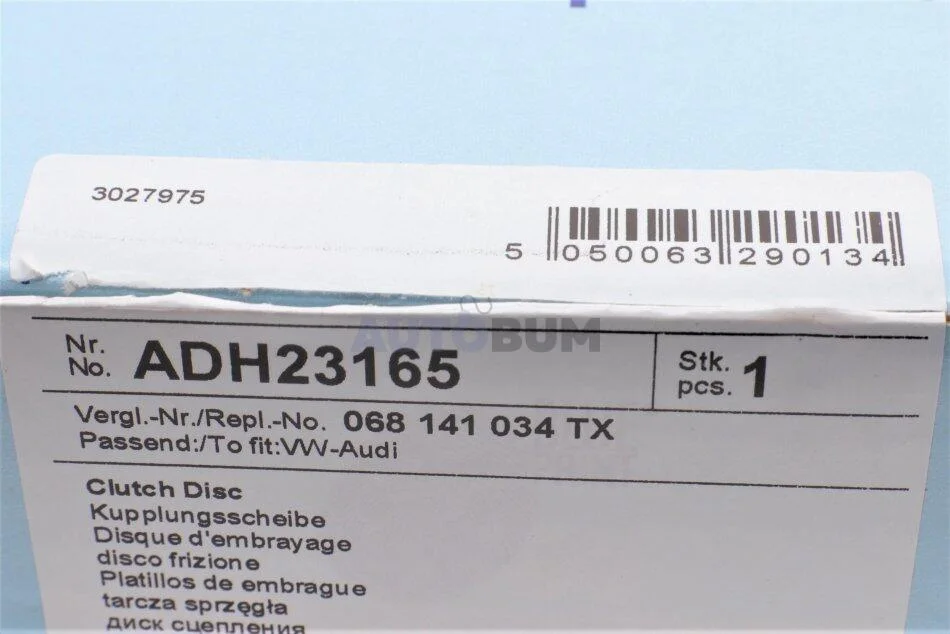 3027975
5 050063 290134
AUTOBUM
Nr.
No. ADH23165
Stk.
pcs. 1
Vergl.-Nr./Repl.-No. 068 141 034 TX
Passend:/To fit:VW-Audi
Clutch Disc
Kupplungsscheibe
Disque d'embrayage
disco frizione
Platillos de embrague
tarcza sprzęgła
диск сцепления